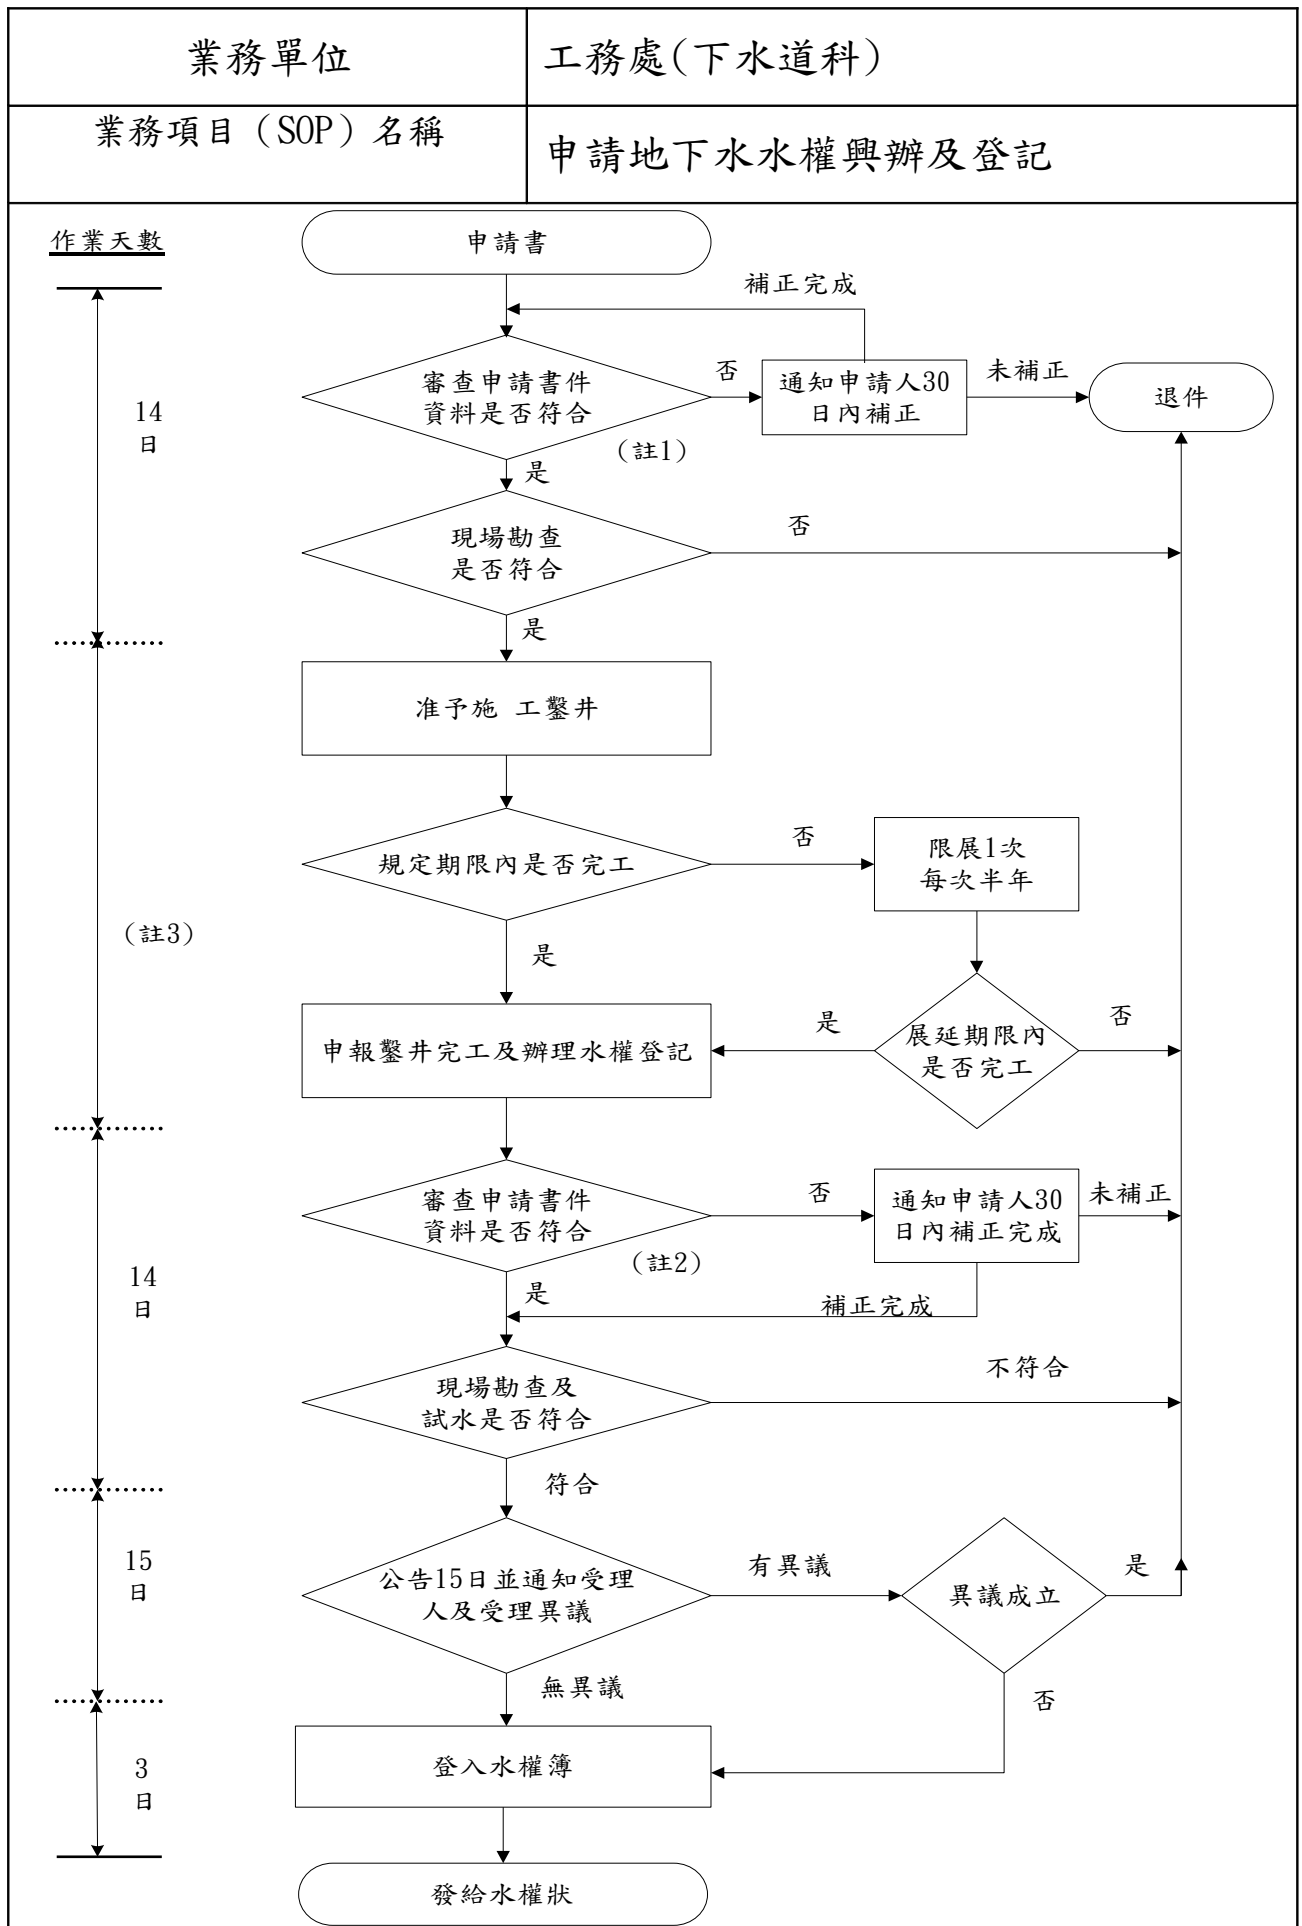 業務單位
工務處(下水道科)
業務項目（SOP）名稱
申請地下水水權興辦及登記
作業天數
申請書
補正完成
審查申請書件
資料是否符合
否
通知申請人30
日內補正
未補正
退件
14
日
（註1）
是
現場勘查
是否符合
否
是
准予施 工鑿井
規定期限內是否完工
否
限展1次
每次半年
（註3）
是
展延期限內
是否完工
是
否
申報鑿井完工及辦理水權登記
審查申請書件
資料是否符合
否
通知申請人30
日內補正完成
未補正
（註2）
14
日
是
補正完成
現場勘查及
試水是否符合
不符合
符合
15
日
公告15日並通知受理
人及受理異議
有異議
異議成立
是
無異議
否
3
日
登入水權簿
發給水權狀